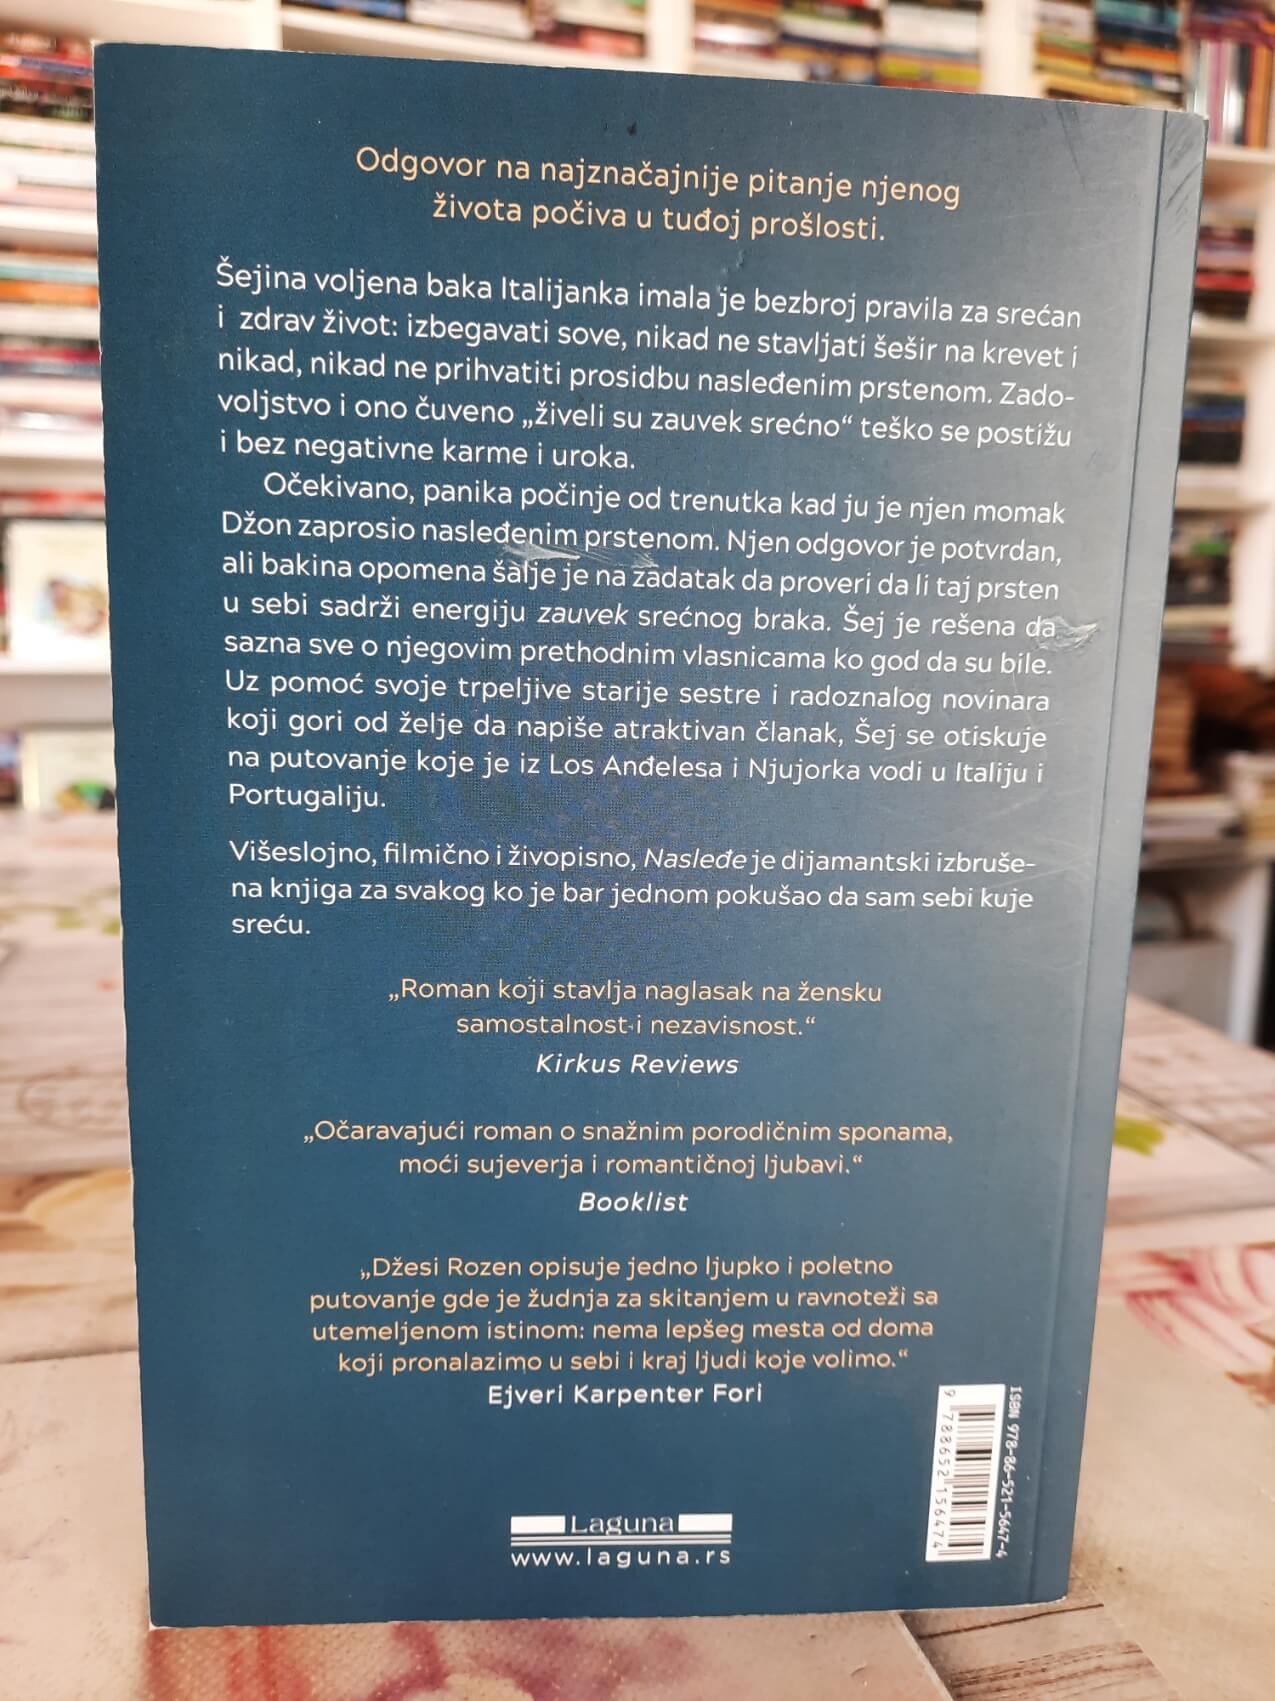 Odgovor na najznačajnije pitanje njenog
života počiva u tuđoj prošlosti.
Šejina voljena baka Italijanka imala je bezbroj pravila za srećan
i zdrav život: izbegavati sove, nikad ne stavljati šešir na krevet i
nikad, nikad ne prihvatiti prosidbu nasleđenim prstenom. Zado-
voljstvo i ono čuveno „živeli su zauvek srećno“ teško se postižu
i bez negativne karme i uroka.
Očekivano, panika počinje od trenutka kad ju je njen momak
Džon zaprosio nasleđenim prstenom. Njen odgovor je potvrdan,
ali bakina opomena šalje je na zadatak da proveri da li taj prsten
u sebi sadrži energiju zauvek srećnog braka. Šej je rešena da
sazna sve o njegovim prethodnim vlasnicama ko god da su bile.
Uz pomoć svoje trpeljive starije sestre i radoznalog novinara
koji gori od želje da napiše atraktivan članak, Šej se otiskuje
na putovanje koje je iz Los Anđelesa i Njujorka vodi u Italiju i
Portugaliju.
Višeslojno, filmično i živopisno, Nasleđe je dijamantski izbruše-
na knjiga za svakog ko je bar jednom pokušao da sam sebi kuje
sreću.
„Roman koji stavlja naglasak na žensku
samostalnost i nezavisnost.“
Kirkus Reviews
„Očaravajući roman o snažnim porodičnim sponama,
moći sujeverja i romantičnoj ljubavi.“
Booklist
„Džesi Rozen opisuje jedno ljupko i poletno
putovanje gde je žudnja za skitanjem u ravnoteži sa
utemeljenom istinom: nema lepšeg mesta od doma
koji pronalazimo u sebi i kraj ljudi koje volimo.“
Ejveri Karpenter Fori
ISBN 978-86-521-5647-4
9 788652 156474
Laguna
www.laguna.rs